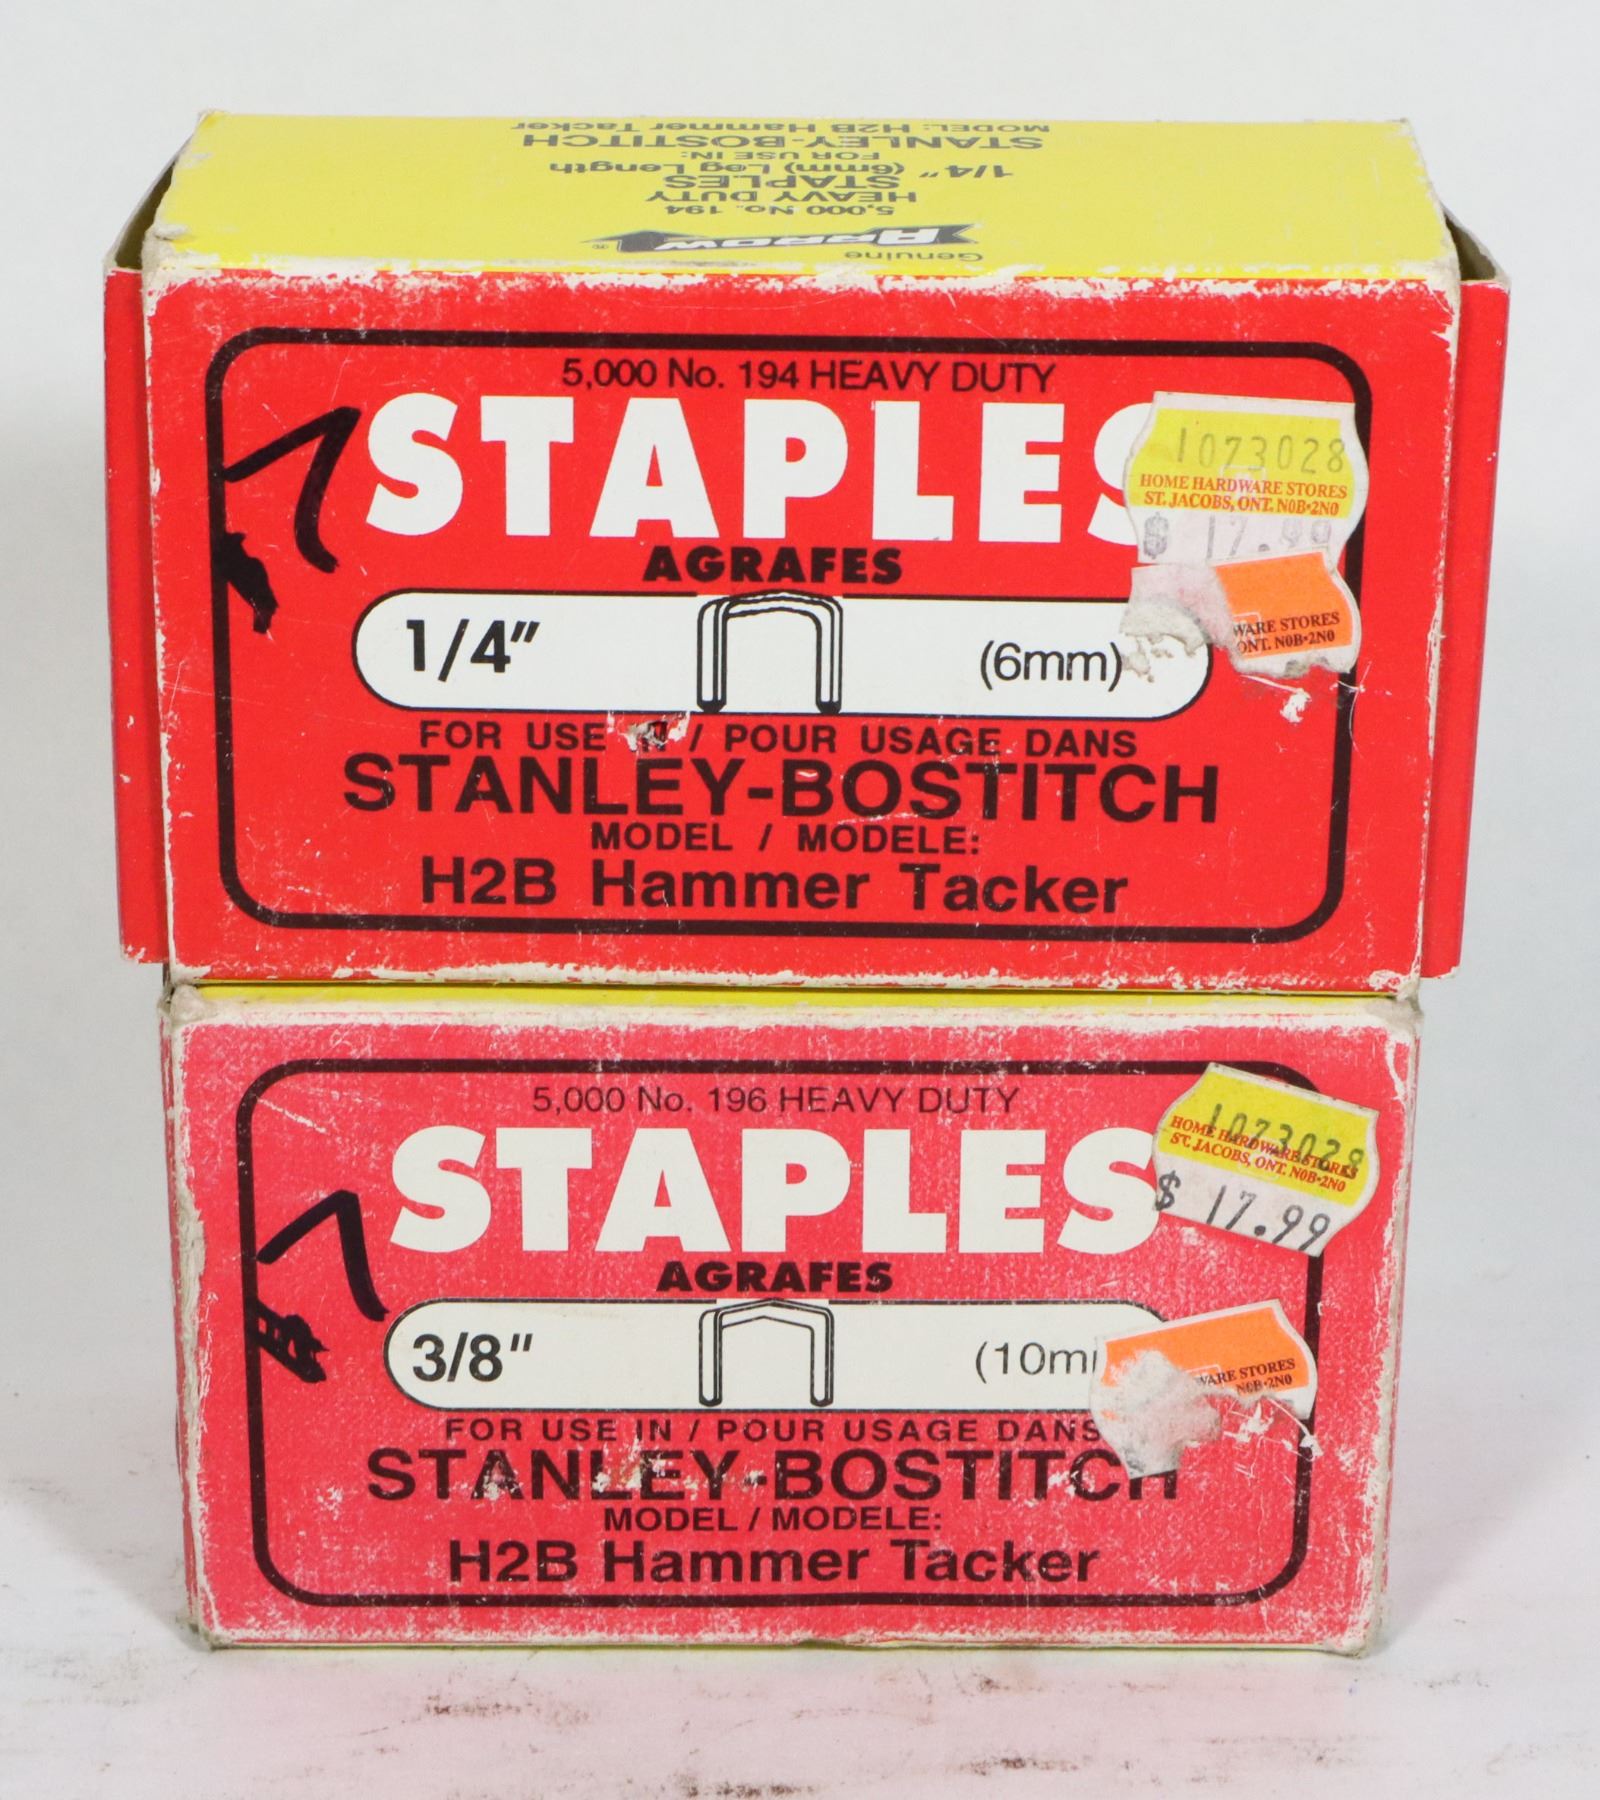 Genuine
ARROW®
5,000 No. 194
HEAVY DUTY
STAPLES
1/4" (6mm) Leg Length
FOR USE IN:
STANLEY-BOSTITCH
MODEL: H2B Hammer Tacker
5,000 No. 194 HEAVY DUTY
STAPLES
AGRAFES
1/4" (6mm)
FOR USE IN / POUR USAGE DANS
STANLEY-BOSTITCH
MODEL / MODELE:
H2B Hammer Tacker
7
1073028
HOME HARDWARE STORES
ST. JACOBS, ONT. N0B•2N0
$ 17.99
WARE STORES
ONT. N0B•2N0
5,000 No. 196 HEAVY DUTY
STAPLES
AGRAFES
3/8" (10m
FOR USE IN / POUR USAGE DANS
STANLEY-BOSTITCH
MODEL / MODELE:
H2B Hammer Tacker
7
1073028
HOME HARDWARE STORES
ST. JACOBS, ONT. N0B•2N0
$ 17.99
WARE STORES
N0B•2N0